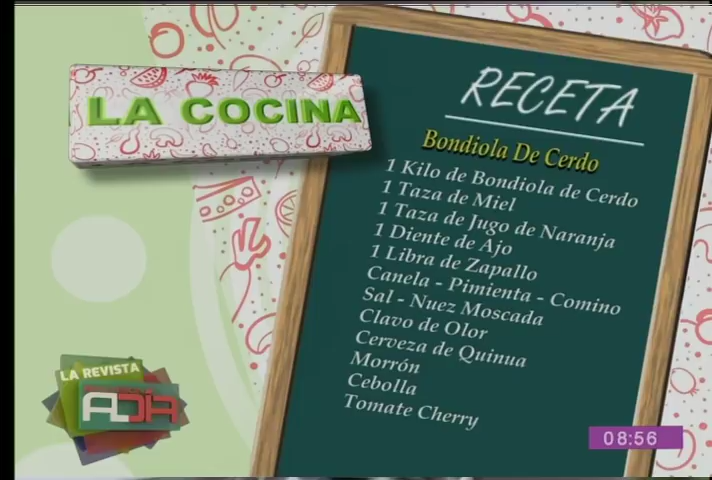 LA COCINA
RECETA
Bondiola De Cerdo
1 Kilo de Bondiola de Cerdo
1 Taza de Miel
1 Taza de Jugo de Naranja
1 Diente de Ajo
1 Libra de Zapallo
Canela - Pimienta - Comino
Sal - Nuez Moscada
Clavo de Olor
Cerveza de Quinua
Morrón
Cebolla
Tomate Cherry
LA REVISTA
ALDÍA
08:56